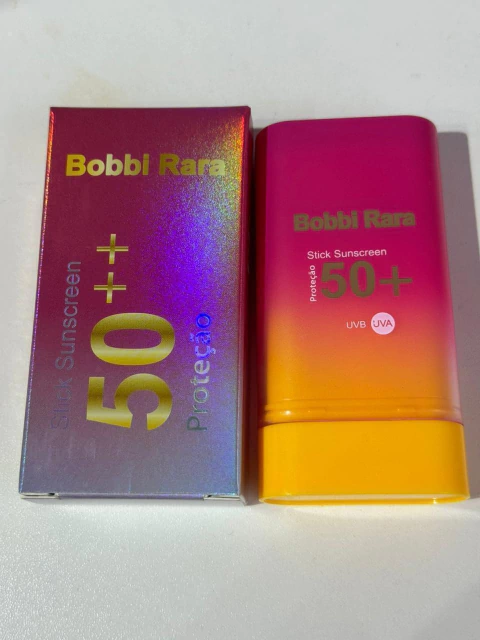 Bobbi Rara
Stick Sunscreen
50++
Proteção
Bobbi Rara
Stick Sunscreen
Proteção
50+
UVB UVA